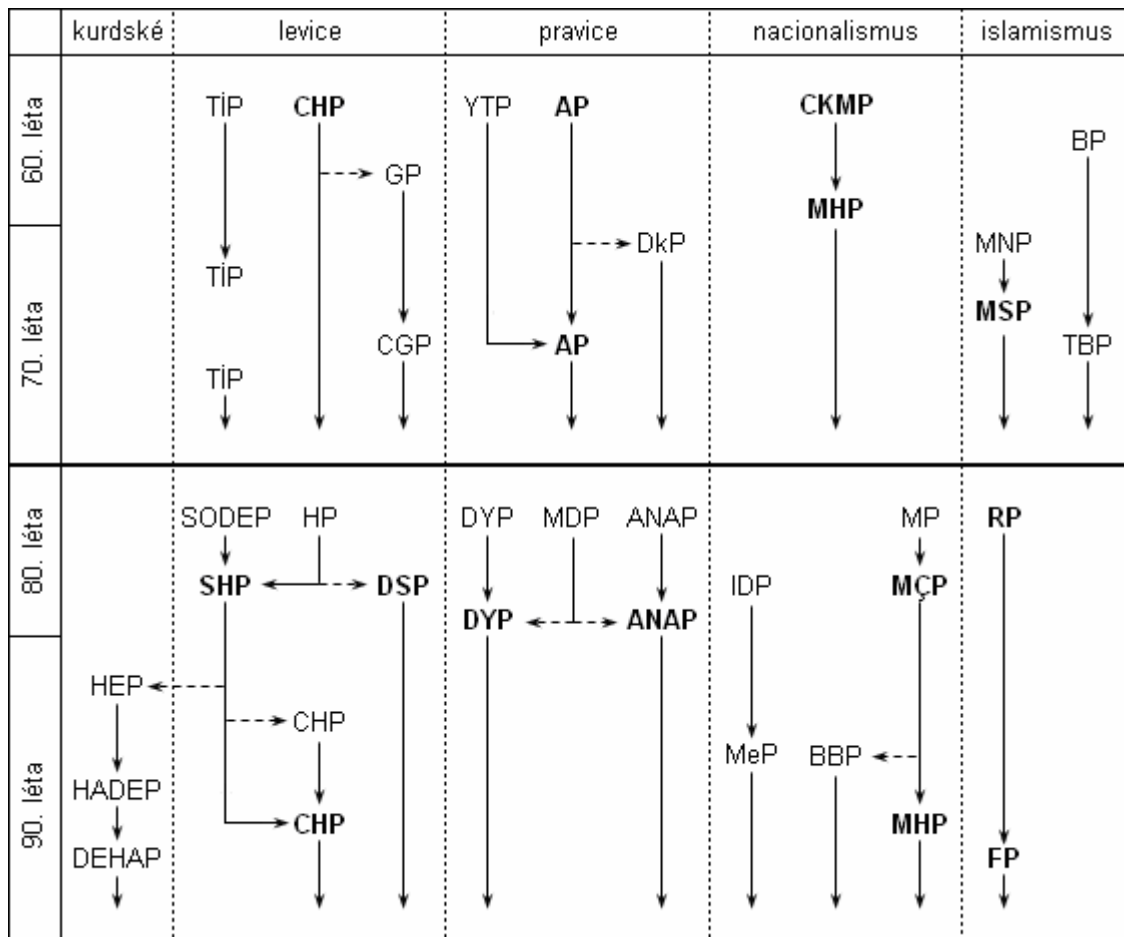 kurdské levice pravice nacionalismus islamismus
60. léta
TİP CHP YTP AP CKMP
BP
GP
MHP
70. léta
DkP MNP
TİP
MSP
CGP AP TBP
TİP
80. léta
SODEP HP DYP MDP ANAP MP RP
SHP DSP IDP MÇP
DYP ANAP
90. léta
HEP
CHP
MeP BBP
HADEP
CHP MHP
DEHAP FP